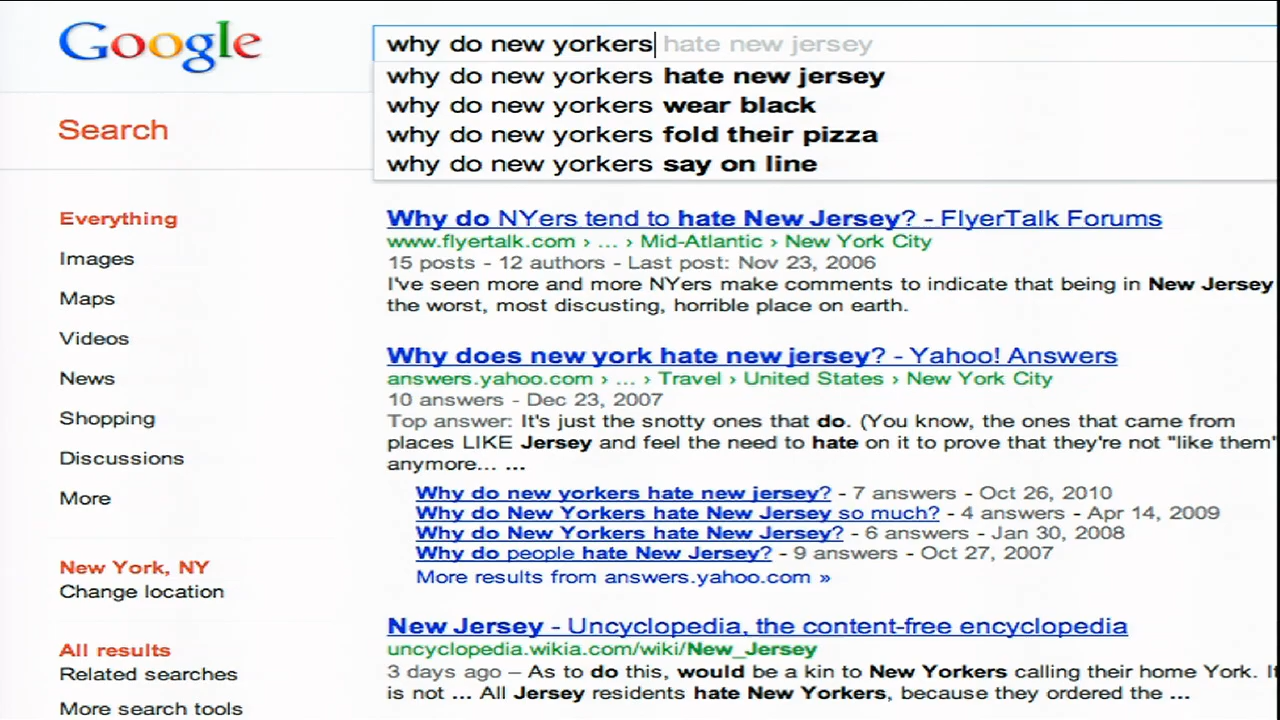 Google
why do new yorkers hate new jersey
why do new yorkers hate new jersey
why do new yorkers wear black
why do new yorkers fold their pizza
why do new yorkers say on line
Search
Everything
Images
Maps
Videos
News
Shopping
Discussions
More
New York, NY
Change location
All results
Related searches
More search tools
Why do NYers tend to hate New Jersey? - FlyerTalk Forums
www.flyertalk.com › ... › Mid-Atlantic › New York City
15 posts - 12 authors - Last post: Nov 23, 2006
I've seen more and more NYers make comments to indicate that being in New Jersey
the worst, most discusting, horrible place on earth.
Why does new york hate new jersey? - Yahoo! Answers
answers.yahoo.com › ... › Travel › United States › New York City
10 answers - Dec 23, 2007
Top answer: It's just the snotty ones that do. (You know, the ones that came from
places LIKE Jersey and feel the need to hate on it to prove that they're not "like them"
anymore... ...
Why do new yorkers hate new jersey? - 7 answers - Oct 26, 2010
Why do New Yorkers hate New Jersey so much? - 4 answers - Apr 14, 2009
Why do New Yorkers hate New Jersey? - 6 answers - Jan 30, 2008
Why do people hate New Jersey? - 9 answers - Oct 27, 2007
More results from answers.yahoo.com »
New Jersey - Uncyclopedia, the content-free encyclopedia
uncyclopedia.wikia.com/wiki/New_Jersey
3 days ago – As to do this, would be a kin to New Yorkers calling their home York. It
is not ... All Jersey residents hate New Yorkers, because they ordered the ...